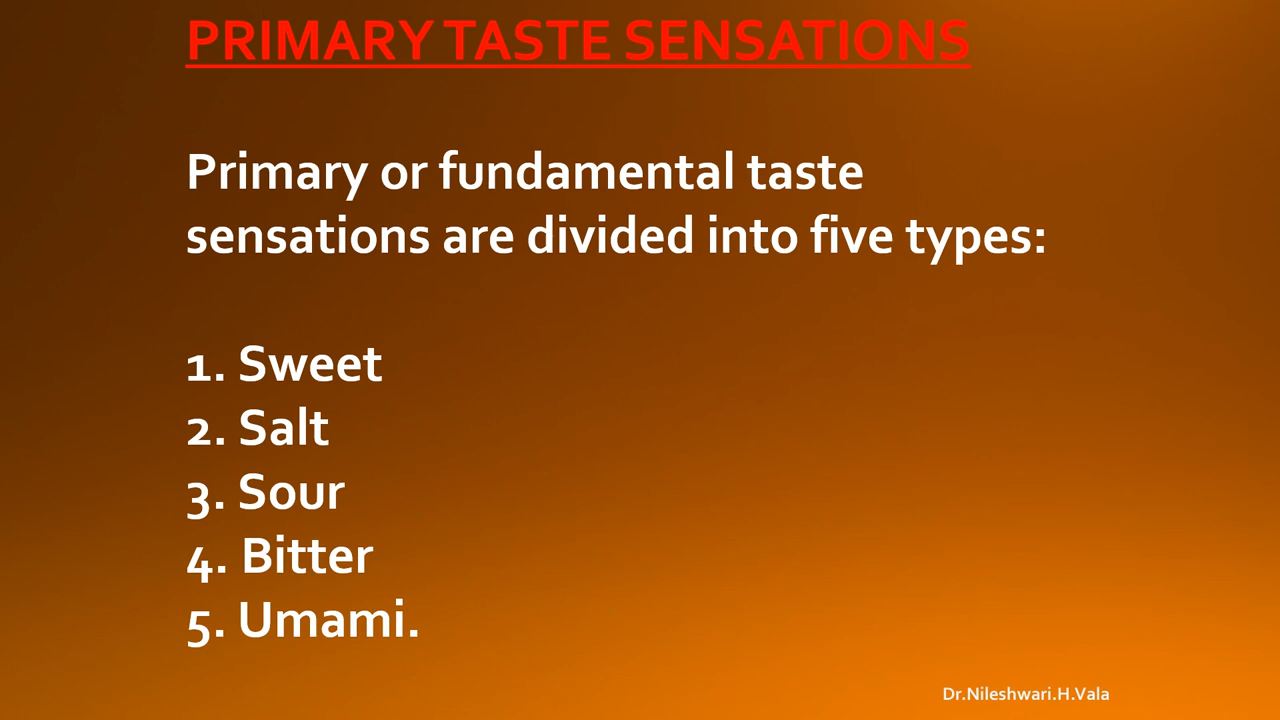 PRIMARY TASTE SENSATIONS
Primary or fundamental taste
sensations are divided into five types:
1. Sweet
2. Salt
3. Sour
4. Bitter
5. Umami.
Dr.Nileshwari.H.Vala